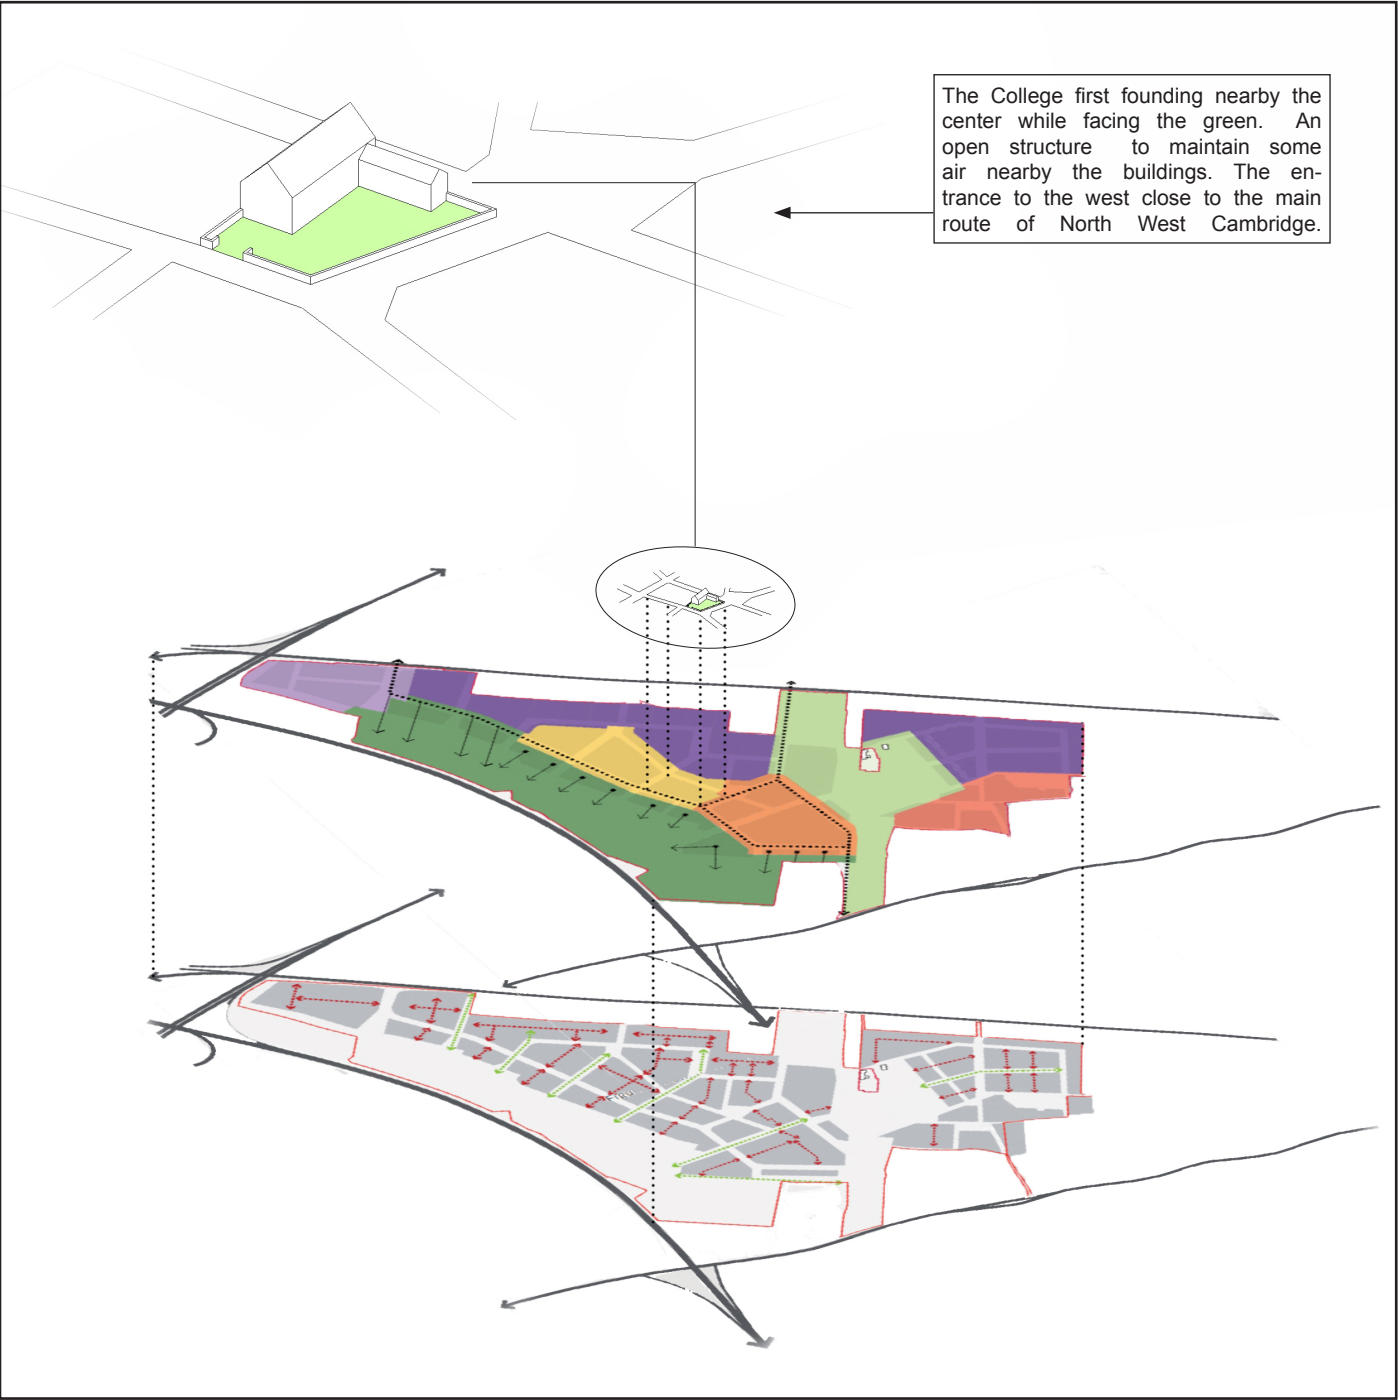 The College first founding nearby the
center while facing the green. An
open structure to maintain some
air nearby the buildings. The en-
trance to the west close to the main
route of North West Cambridge.